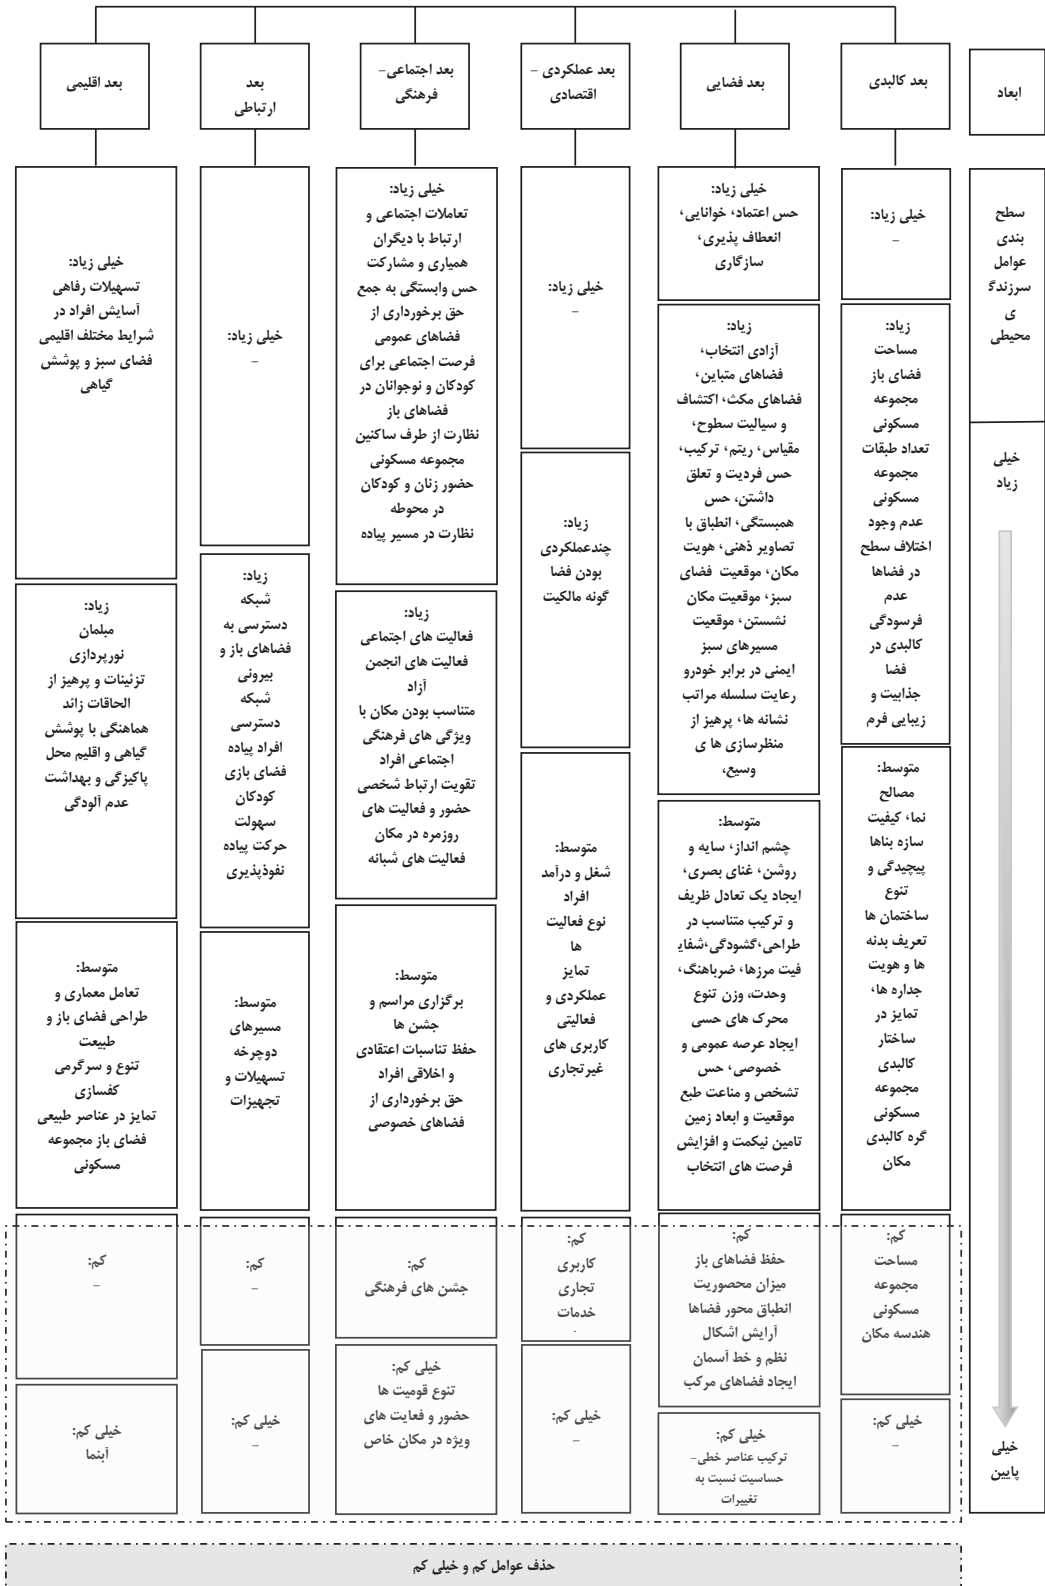 ابعاد
بعد کالبدی
بعد فضایی
بعد عملکردی –
اقتصادی
بعد اجتماعی–
فرهنگی
بعد
ارتباطی
بعد اقلیمی
سطح
بندی
عوامل
سرزندگ
ی
محیطی
خیلی
زیاد
خیلی
پایین
خیلی زیاد:
–
زیاد:
مساحت
فضای باز
مجموعه
مسکونی
تعداد طبقات
مجموعه
مسکونی
عدم وجود
اختلاف سطح
در فضاها
عدم
فرسودگی
کالبدی در
فضا
جذابیت و
زیبایی فرم
متوسط:
مصالح
نما، کیفیت
سازه بناها
پیچیدگی و
تنوع
ساختمان ها
تعریف بدنه
ها و هویت
جداره ها،
تمایز در
ساختار
کالبدی
مجموعه
مسکونی
گره کالبدی
مکان
کم:
مساحت
مجموعه
مسکونی
هندسه مکان
خیلی کم:
–
خیلی زیاد:
حس اعتماد، خوانایی،
انعطاف پذیری،
سازگاری
زیاد:
آزادی انتخاب،
فضاهای متباین،
فضاهای مکث، اکتشاف
و سیالیت سطوح،
مقیاس، ریتم، ترکیب،
حس فردیت و تعلق
داشتن، حس
همبستگی، انطباق با
تصاویر ذهنی، هویت
مکان، موقعیت فضای
سبز، موقعیت مکان
نشستن، موقعیت
مسیرهای سبز
ایمنی در برابر خودرو
رعایت سلسله مراتب
نشانه ها، پرهیز از
منظرسازی ها ی
وسیع،
متوسط:
چشم انداز، سایه و
روشن، غنای بصری،
ایجاد یک تعادل ظریف
و ترکیب متناسب در
طراحی،گشودگی،شفای
فیت مرزها، ضرباهنگ،
وحدت، وزن تنوع
محرک های حسی
ایجاد عرصه عمومی و
خصوصی، حس
تشخص و مناعت طبع
موقعیت و ابعاد زمین
تامین نیکمت و افزایش
فرصت های انتخاب
کم:
حفظ فضاهای باز
میزان محصوریت
انطباق محور فضاها
آرایش اشکال
نظم و خط آسمان
ایجاد فضاهای مرکب
خیلی کم:
ترکیب عناصر خطی–
حساسیت نسبت به
تغییرات
خیلی زیاد:
–
زیاد:
چندعملکردی
بودن فضا
گونه مالکیت
متوسط:
شغل و درآمد
افراد
نوع فعالیت
ها
تمایز
عملکردی و
فعالیتی
کاربری های
غیرتجاری
کم:
کاربری
تجاری
خدمات
.
خیلی کم:
–
خیلی زیاد:
تعاملات اجتماعی و
ارتباط با دیگران
همیاری و مشارکت
حس وابستگی به جمع
حق برخورداری از
فضاهای عمومی
فرصت اجتماعی برای
کودکان و نوجوانان در
فضاهای باز
نظارت از طرف ساکنین
مجموعه مسکونی
حضور زنان و کودکان
در محوطه
نظارت در مسیر پیاده
زیاد:
فعالیت های اجتماعی
فعالیت های انجمن
آزاد
متناسب بودن مکان با
ویژگی های فرهنگی
اجتماعی افراد
تقویت ارتباط شخصی
حضور و فعالیت های
روزمره در مکان
فعالیت های شبانه
متوسط:
برگزاری مراسم و
جشن ها
حفظ تناسبات اعتقادی
و اخلاقی افراد
حق برخورداری از
فضاهای خصوصی
کم:
جشن های فرهنگی
خیلی کم:
تنوع قومیت ها
حضور و فعایت های
ویژه در مکان خاص
خیلی زیاد:
–
زیاد:
شبکه
دسترسی به
فضاهای باز و
بیرونی
شبکه
دسترسی
افراد پیاده
فضای بازی
کودکان
سهولت
حرکت پیاده
نفوذپذیری
متوسط:
مسیرهای
دوچرخه
تسهیلات و
تجهیزات
کم:
–
خیلی کم:
–
خیلی زیاد:
تسهیلات رفاهی
آسایش افراد در
شرایط مختلف اقلیمی
فضای سبز و پوشش
گیاهی
زیاد:
مبلمان
نورپردازی
تزئینات و پرهیز از
الحاقات زائد
هماهنگی با پوشش
گیاهی و اقلیم محل
پاکیزگی و بهداشت
عدم آلودگی
متوسط:
تعامل معماری و
طراحی فضای باز و
طبیعت
تنوع و سرگرمی
کفسازی
تمایز در عناصر طبیعی
فضای باز مجموعه
مسکونی
کم:
–
خیلی کم:
آبنما
حذف عوامل کم و خیلی کم